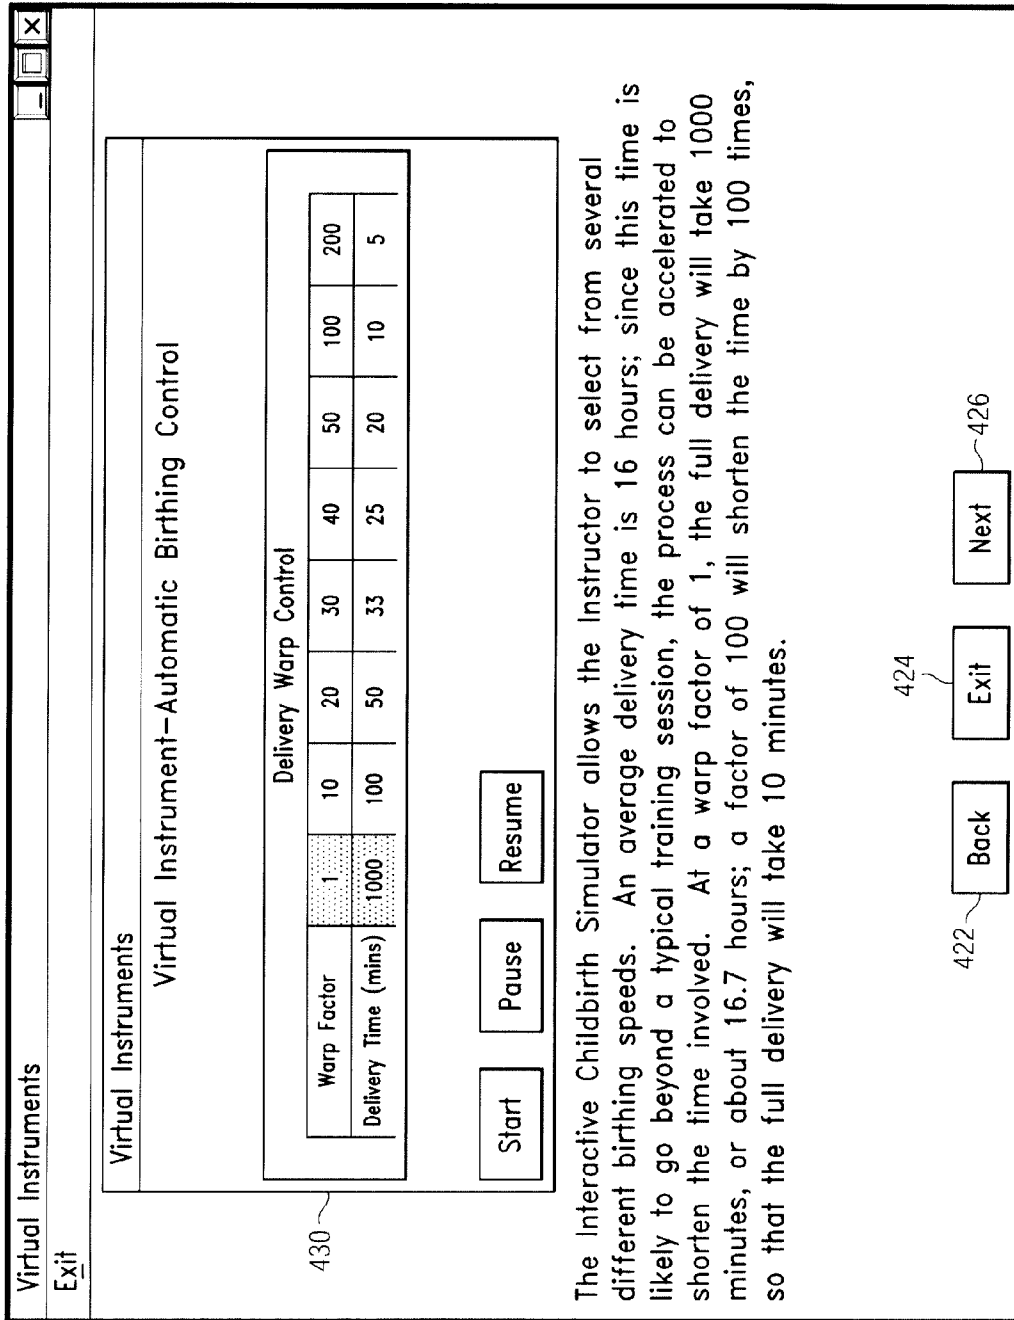 Virtual Instruments
Exit
Virtual Instruments
Virtual Instrument-Automatic Birthing Control
Delivery Warp Control
Warp Factor 1 10 20 30 40 50 100 200
Delivery Time (mins) 1000 100 50 33 25 20 10 5
430
Start Pause Resume
The Interactive Childbirth Simulator allows the Instructor to select from several
different birthing speeds. An average delivery time is 16 hours; since this time is
likely to go beyond a typical training session, the process can be accelerated to
shorten the time involved. At a warp factor of 1, the full delivery will take 1000
minutes, or about 16.7 hours; a factor of 100 will shorten the time by 100 times,
so that the full delivery will take 10 minutes.
424
422 Back Exit Next 426